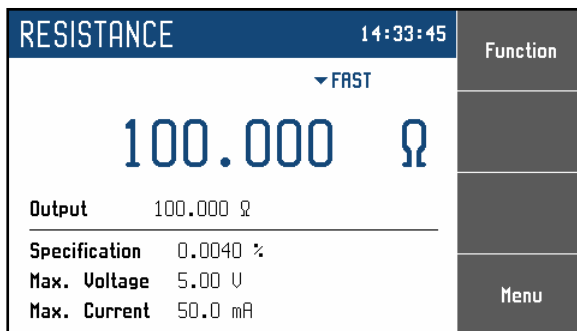 RESISTANCE 14:33:45
Function
▼FAST
100.000 Ω
Output 100.000 Ω
Specification 0.0040 %
Max. Voltage 5.00 V
Max. Current 50.0 mA
Menu